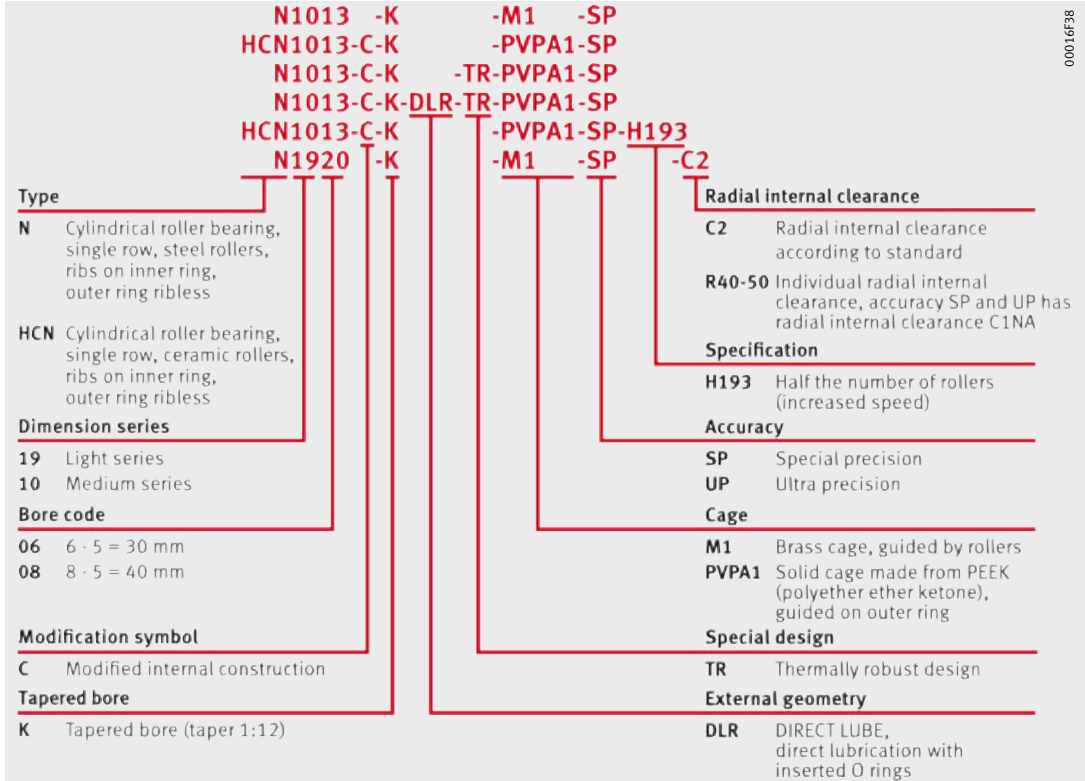 N1013 -K -M1 -SP
HCN1013-C-K -PVPA1-SP
N1013-C-K -TR-PVPA1-SP
N1013-C-K-DLR-TR-PVPA1-SP
HCN1013-C-K -PVPA1-SP-H193
N1920 -K -M1 -SP -C2
00016F38
Type
N Cylindrical roller bearing,
single row, steel rollers,
ribs on inner ring,
outer ring ribless
HCN Cylindrical roller bearing,
single row, ceramic rollers,
ribs on inner ring,
outer ring ribless
Dimension series
19 Light series
10 Medium series
Bore code
06 6 · 5 = 30 mm
08 8 · 5 = 40 mm
Modification symbol
C Modified internal construction
Tapered bore
K Tapered bore (taper 1:12)
Radial internal clearance
C2 Radial internal clearance
according to standard
R40-50 Individual radial internal
clearance, accuracy SP and UP has
radial internal clearance C1NA
Specification
H193 Half the number of rollers
(increased speed)
Accuracy
SP Special precision
UP Ultra precision
Cage
M1 Brass cage, guided by rollers
PVPA1 Solid cage made from PEEK
(polyether ether ketone),
guided on outer ring
Special design
TR Thermally robust design
External geometry
DLR DIRECT LUBE,
direct lubrication with
inserted O rings